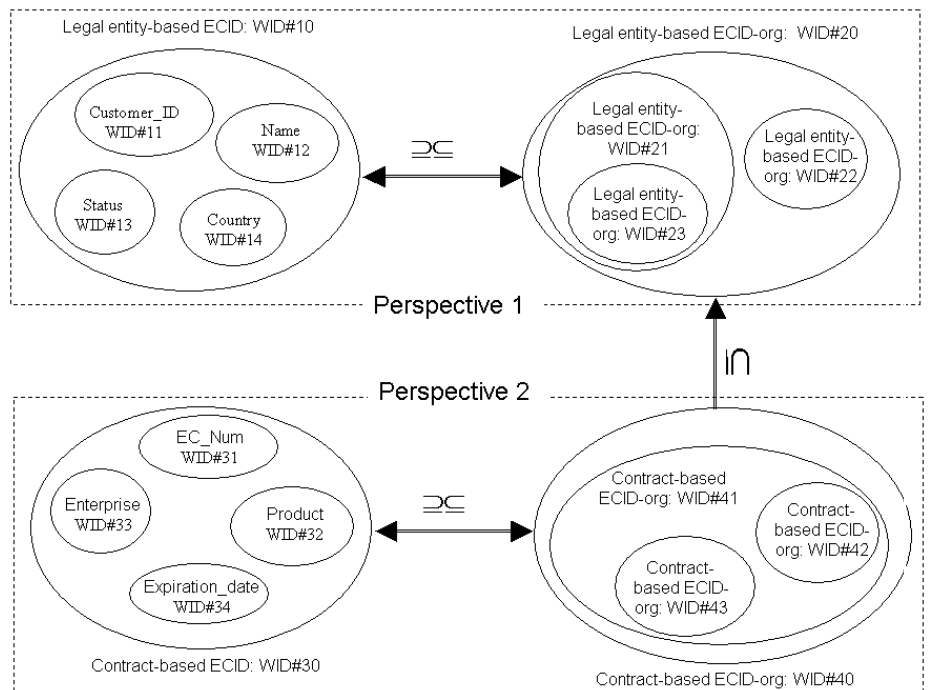 Legal entity-based ECID: WID#10
Legal entity-based ECID-org: WID#20
Customer_ID
WID#11
Name
WID#12
Status
WID#13
Country
WID#14
⊇⊆
Legal entity-
based ECID-org:
WID#21
Legal entity-
based ECID-
org: WID#23
Legal entity-
based ECID-
org: WID#22
Perspective 1
⊆
Perspective 2
EC_Num
WID#31
Enterprise
WID#33
Product
WID#32
Expiration_date
WID#34
⊇⊆
Contract-based
ECID-org: WID#41
Contract-
based ECID-
org: WID#42
Contract-
based ECID-
org: WID#43
Contract-based ECID: WID#30
Contract-based ECID-org: WID#40